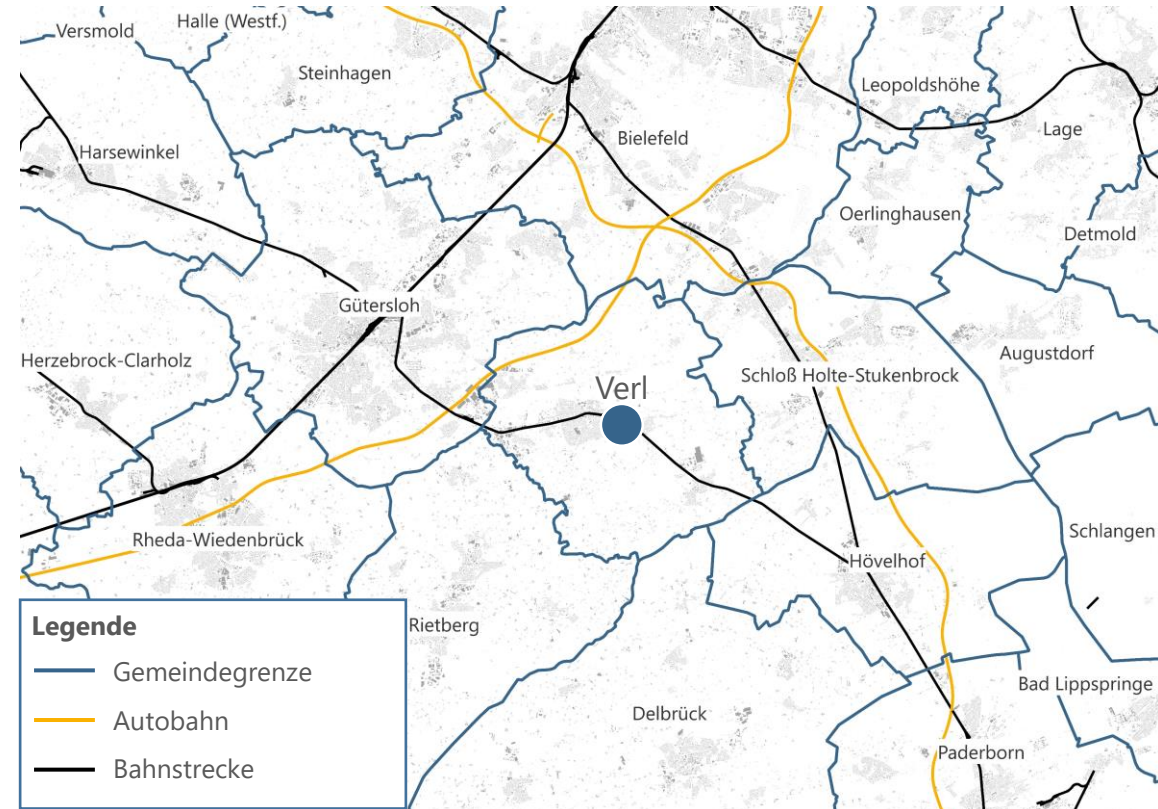 Halle (Westf.)
Versmold
Steinhagen
Leopoldshöhe
Harsewinkel
Bielefeld
Lage
Oerlinghausen
Detmold
Gütersloh
Herzebrock-Clarholz
Augustdorf
Verl
Schloß Holte-Stukenbrock
Rheda-Wiedenbrück
Schlangen
Hövelhof
Rietberg
Bad Lippspringe
Delbrück
Paderborn
Legende
Gemeindegrenze
Autobahn
Bahnstrecke